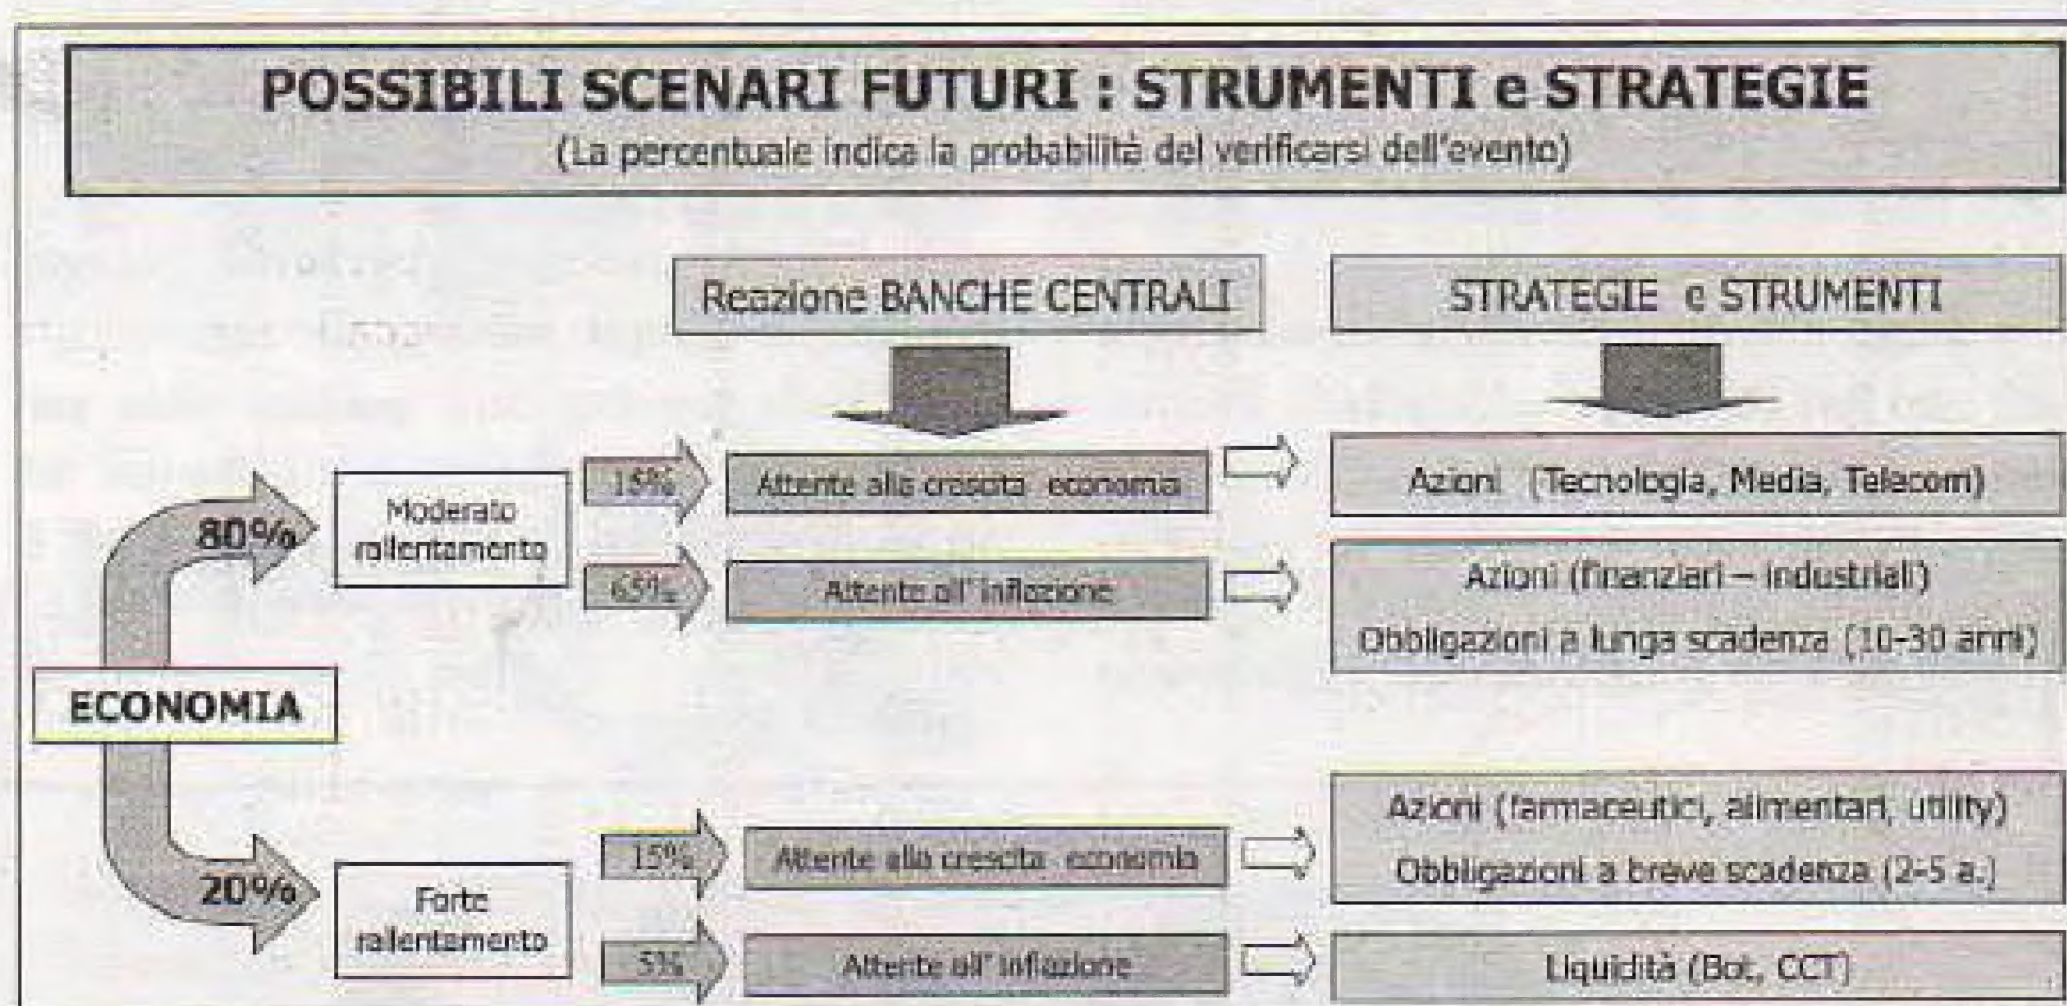 POSSIBILI SCENARI FUTURI : STRUMENTI e STRATEGIE
(La percentuale indica la probabilità del verificarsi dell'evento)
Reazione BANCHE CENTRALI
STRATEGIE e STRUMENTI
80%
Moderato
rallentamento
15%
Attente alla crescita economia
Azioni (Tecnologia, Media, Telecom)
65%
Attente all' inflazione
Azioni (finanziari – industriali)
Obbligazioni a lunga scadenza (10-30 anni)
ECONOMIA
20%
Forte
rallentamento
15%
Attente alla crescita economia
Azioni (farmaceutici, alimentari, utility)
Obbligazioni a breve scadenza (2-5 a.)
5%
Attente all' inflazione
Liquidità (Bot, CCT)